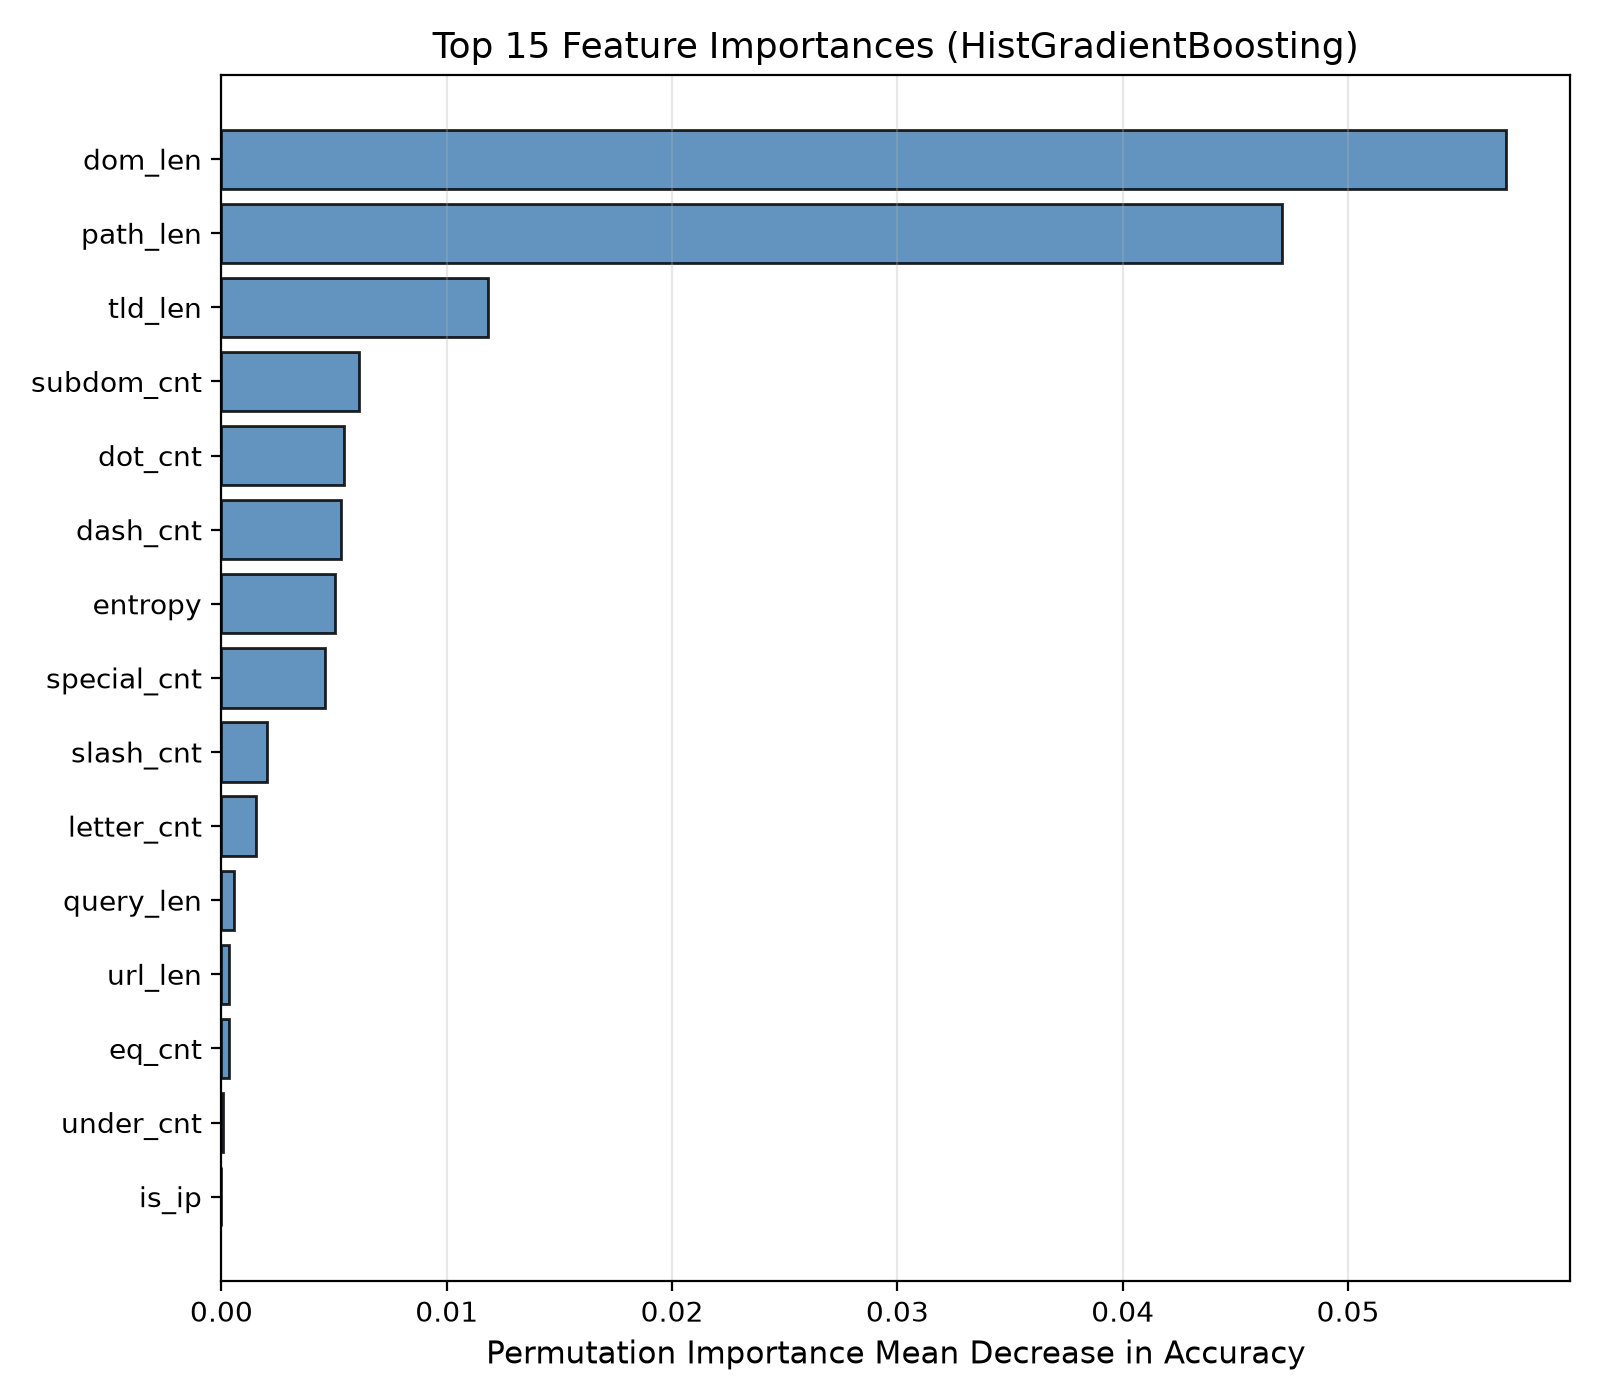 Top 15 Feature Importances (HistGradientBoosting)
dom_len
path_len
tld_len
subdom_cnt
dot_cnt
dash_cnt
entropy
special_cnt
slash_cnt
letter_cnt
query_len
url_len
eq_cnt
under_cnt
is_ip
0.00 0.01 0.02 0.03 0.04 0.05
Permutation Importance Mean Decrease in Accuracy